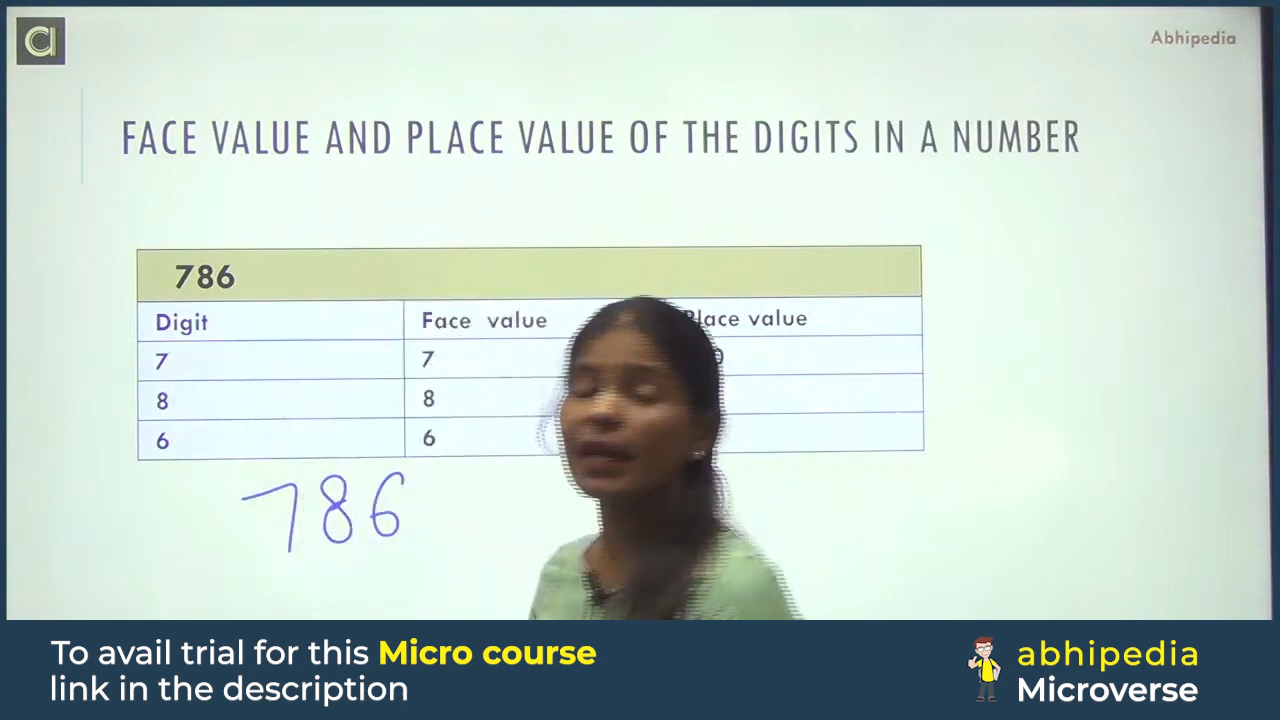 Abhipedia
FACE VALUE AND PLACE VALUE OF THE DIGITS IN A NUMBER
786
Digit Face value Place value
7 7
8 8
6 6
786
To avail trial for this Micro course
link in the description
abhipedia
Microverse